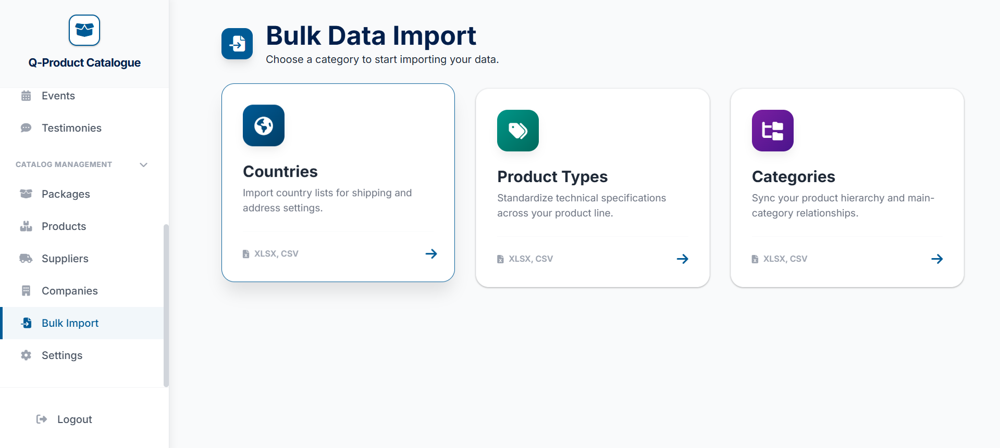 Q-Product Catalogue
Events
Testimonies
CATALOG MANAGEMENT
Packages
Products
Suppliers
Companies
Bulk Import
Settings
Logout
Bulk Data Import
Choose a category to start importing your data.
Countries
Import country lists for shipping and
address settings.
XLSX, CSV
Product Types
Standardize technical specifications
across your product line.
XLSX, CSV
Categories
Sync your product hierarchy and main-
category relationships.
XLSX, CSV